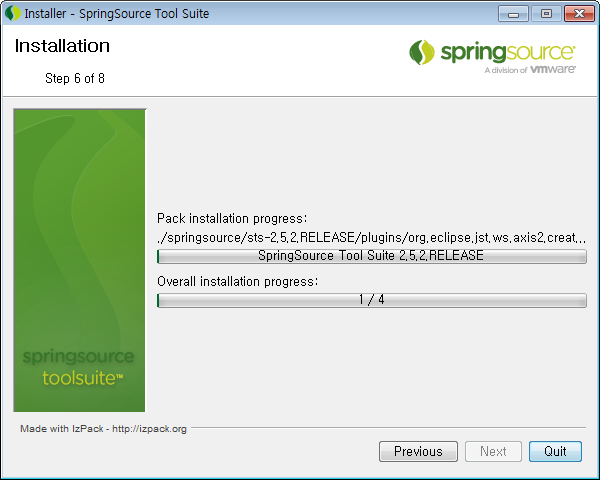 Installer - SpringSource Tool Suite
Installation
Step 6 of 8
springsource
A division of vmware
Pack installation progress:
./springsource/sts-2.5.2.RELEASE/plugins/org.eclipse.jst.ws.axis2.creat...
SpringSource Tool Suite 2.5.2.RELEASE
Overall installation progress:
1 / 4
springsource
toolsuite™
Made with IzPack - http://izpack.org
Previous
Next
Quit